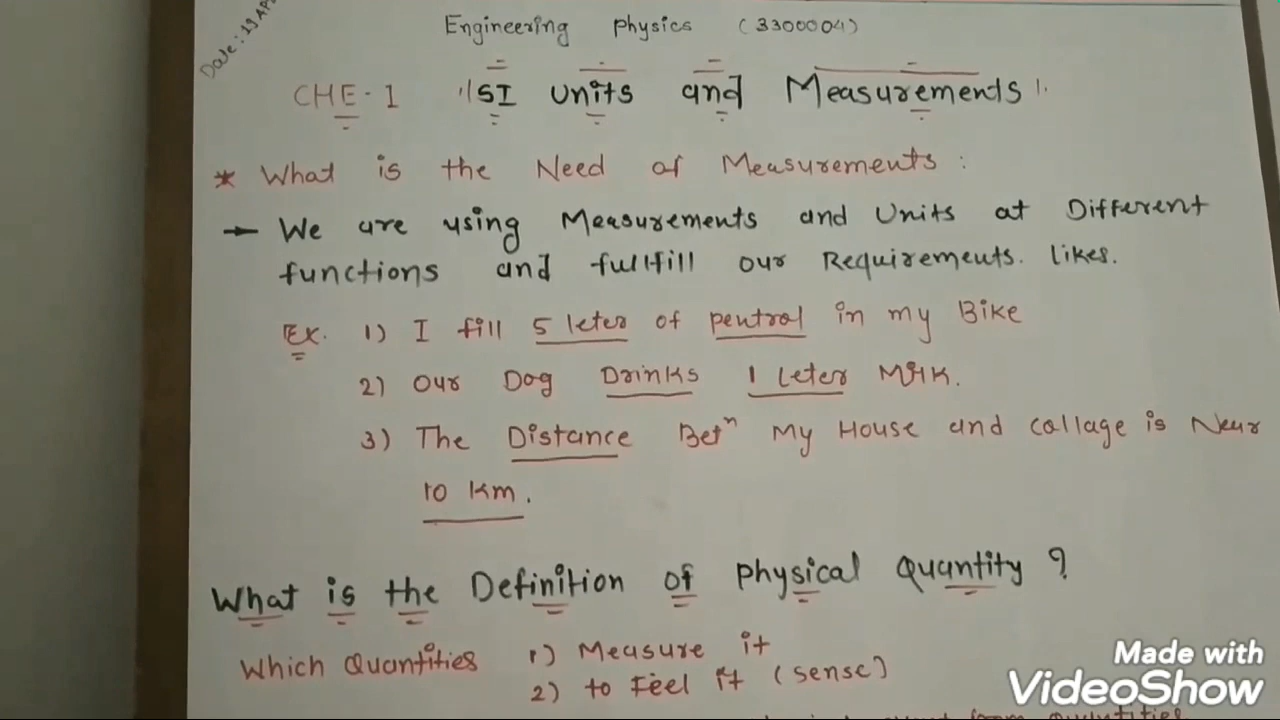 Date: 19 AP
Engineering Physics (3300004)
CHE-1 "SI Units and Measurements".
* What is the Need of Measurements:
→ We are using Measurements and Units at Different
functions and fullfill our Requirements. likes.
Ex. 1) I fill 5 leter of pentrol in my Bike
2) Our Dog Drinks 1 Leter Milk.
3) The Distance Betⁿ My House and collage is Near
10 Km.
What is the Definition of physical Quantity?
Which Quantities 1) Measure it
2) to Feel it (sense)
Made with
VideoShow